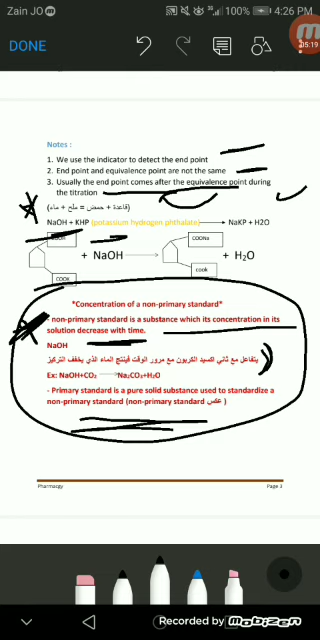 Zain JO
3G
100%
4:26 PM
DONE
05:19
Notes :
1. We use the indicator to detect the end point
2. End point and equivalence point are not the same
3. Usually the end point comes after the equivalence point during
the titration
(قاعدة + حمض = ملح + ماء)
NaOH + KHP (potassium hydrogen phthalate) → NaKP + H2O
COOH
COONa
+ NaOH → + H₂O
COOK
cook
*Concentration of a non-primary standard*
- non-primary standard is a substance which its concentration in its
solution decrease with time.
NaOH
يتفاعل مع ثاني اكسيد الكربون مع مرور الوقت فينتج الماء الذي يخفف التركيز
Ex: NaOH+CO₂ → Na₂CO₃+H₂O
- Primary standard is a pure solid substance used to standardize a
non-primary standard (non-primary standard عكس )
Pharmacgy
Page 3
Recorded by Mobizen